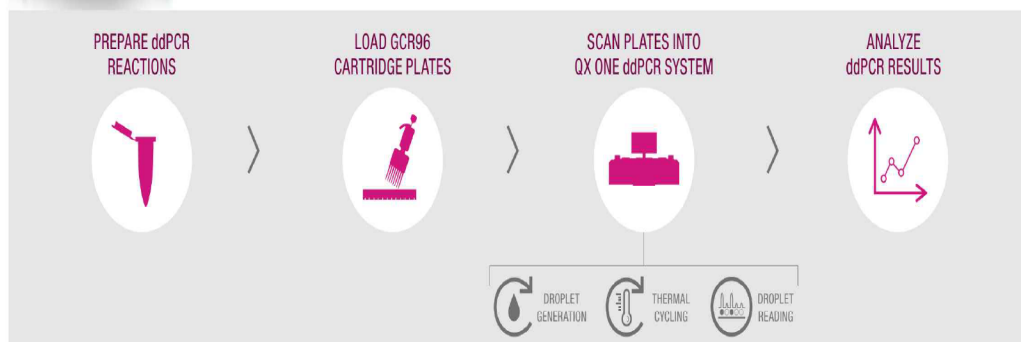 PREPARE ddPCR
REACTIONS
LOAD GCR96
CARTRIDGE PLATES
SCAN PLATES INTO
QX ONE ddPCR SYSTEM
ANALYZE
ddPCR RESULTS
DROPLET
GENERATION
THERMAL
CYCLING
DROPLET
READING